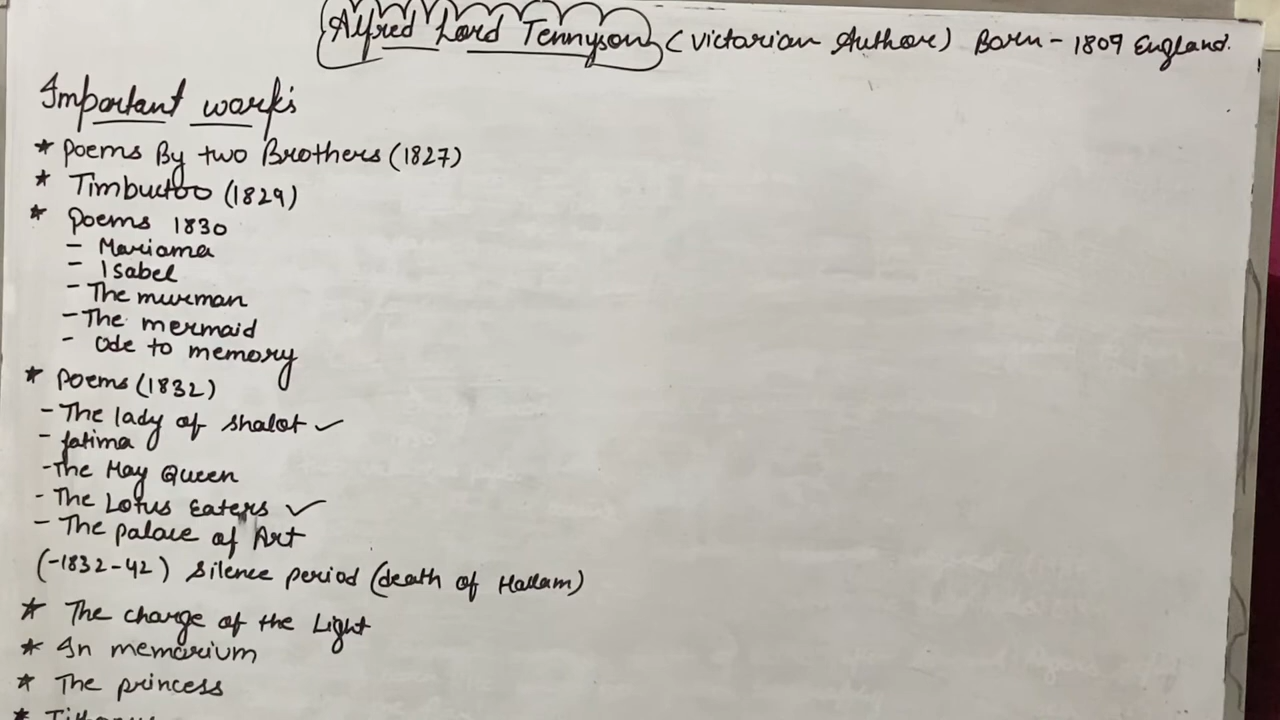 Alfred Lord Tennyson (Victorian Author) Born - 1809 England.
Important works
* Poems By two Brothers (1827)
* Timbuctoo (1829)
* Poems 1830
- Mariama
- Isabel
- The murman
- The mermaid
- Ode to memory
* Poems (1832)
- The lady of shalot ✓
- fatima
- The May Queen
- The Lotus Eaters ✓
- The palace of Art
(-1832-42) Silence period (death of Hallam)
* The charge of the Light
* In memorium
* The princess
*